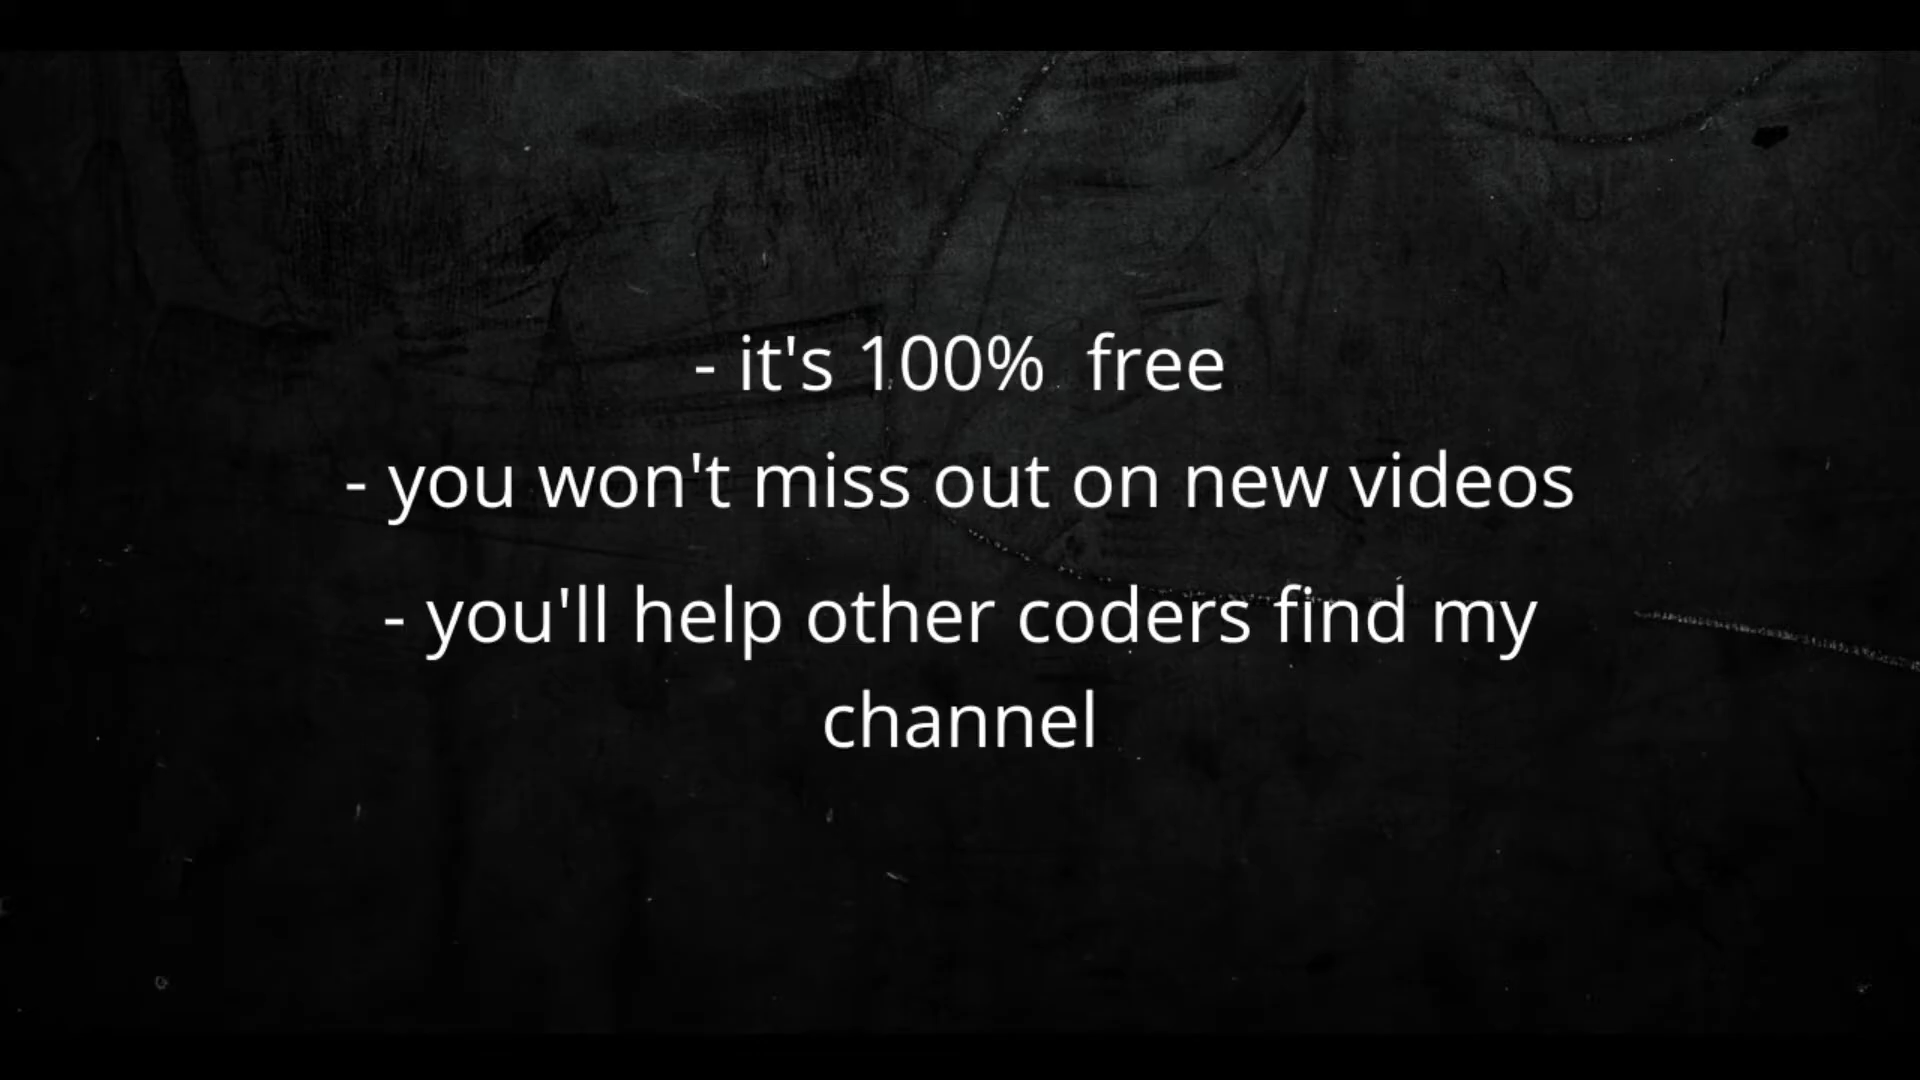 - it's 100%  free
- you won't miss out on new videos
- you'll help other coders find my
channel